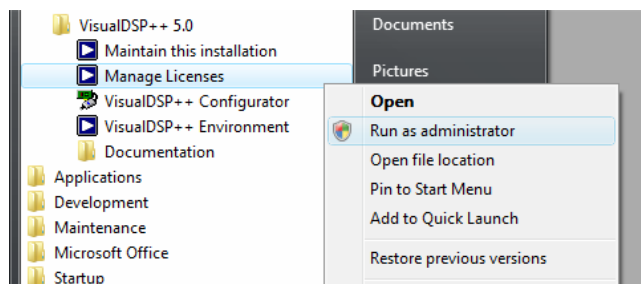 VisualDSP++ 5.0
Maintain this installation
Manage Licenses
VisualDSP++ Configurator
VisualDSP++ Environment
Documentation
Applications
Development
Maintenance
Microsoft Office
Startup
Documents
Pictures
Open
Run as administrator
Open file location
Pin to Start Menu
Add to Quick Launch
Restore previous versions